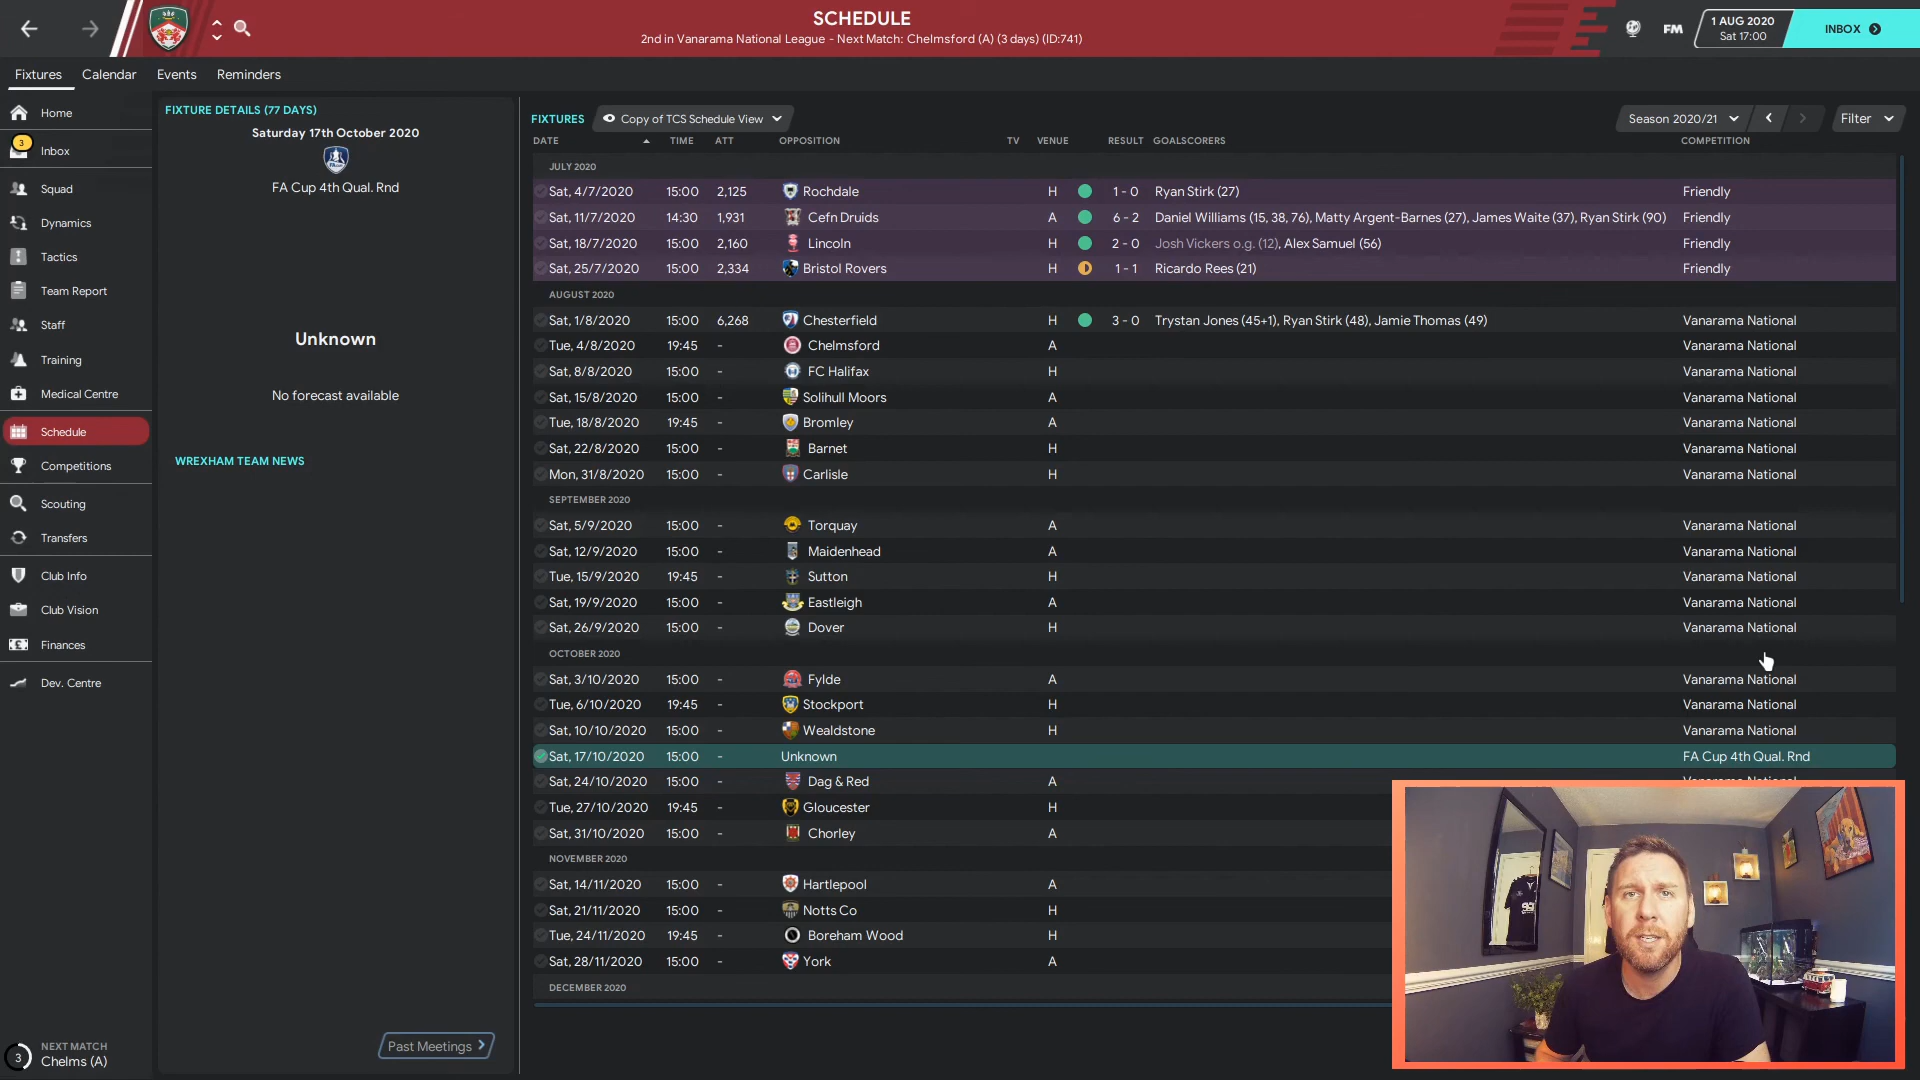 SCHEDULE
2nd in Vanarama National League - Next Match: Chelmsford (A) (3 days) (ID:741)
FM
1 AUG 2020
Sat 17:00
INBOX
Fixtures Calendar Events Reminders
Home
3
Inbox
Squad
Dynamics
Tactics
Team Report
Staff
Training
Medical Centre
Schedule
Competitions
Scouting
Transfers
Club Info
Club Vision
Finances
Dev. Centre
3
NEXT MATCH
Chelms (A)
FIXTURE DETAILS (77 DAYS)
Saturday 17th October 2020
FA Cup 4th Qual. Rnd
Unknown
No forecast available
WREXHAM TEAM NEWS
Past Meetings
FIXTURES Copy of TCS Schedule View Season 2020/21 Filter
DATE TIME ATT OPPOSITION TV VENUE RESULT GOALSCORERS COMPETITION
JULY 2020
Sat, 4/7/2020 15:00 2,125 Rochdale H 1 - 0 Ryan Stirk (27) Friendly
Sat, 11/7/2020 14:30 1,931 Cefn Druids A 6 - 2 Daniel Williams (15, 38, 76), Matty Argent-Barnes (27), James Waite (37), Ryan Stirk (90) Friendly
Sat, 18/7/2020 15:00 2,160 Lincoln H 2 - 0 Josh Vickers o.g. (12), Alex Samuel (56) Friendly
Sat, 25/7/2020 15:00 2,334 Bristol Rovers H 1 - 1 Ricardo Rees (21) Friendly
AUGUST 2020
Sat, 1/8/2020 15:00 6,268 Chesterfield H 3 - 0 Trystan Jones (45+1), Ryan Stirk (48), Jamie Thomas (49) Vanarama National
Tue, 4/8/2020 19:45 - Chelmsford A Vanarama National
Sat, 8/8/2020 15:00 - FC Halifax H Vanarama National
Sat, 15/8/2020 15:00 - Solihull Moors A Vanarama National
Tue, 18/8/2020 19:45 - Bromley A Vanarama National
Sat, 22/8/2020 15:00 - Barnet H Vanarama National
Mon, 31/8/2020 15:00 - Carlisle H Vanarama National
SEPTEMBER 2020
Sat, 5/9/2020 15:00 - Torquay A Vanarama National
Sat, 12/9/2020 15:00 - Maidenhead A Vanarama National
Tue, 15/9/2020 19:45 - Sutton H Vanarama National
Sat, 19/9/2020 15:00 - Eastleigh A Vanarama National
Sat, 26/9/2020 15:00 - Dover H Vanarama National
OCTOBER 2020
Sat, 3/10/2020 15:00 - Fylde A Vanarama National
Tue, 6/10/2020 19:45 - Stockport H Vanarama National
Sat, 10/10/2020 15:00 - Wealdstone H Vanarama National
Sat, 17/10/2020 15:00 - Unknown FA Cup 4th Qual. Rnd
Sat, 24/10/2020 15:00 - Dag & Red A Vanarama National
Tue, 27/10/2020 19:45 - Gloucester H
Sat, 31/10/2020 15:00 - Chorley A
NOVEMBER 2020
Sat, 14/11/2020 15:00 - Hartlepool A
Sat, 21/11/2020 15:00 - Notts Co H
Tue, 24/11/2020 19:45 - Boreham Wood H
Sat, 28/11/2020 15:00 - York A
DECEMBER 2020